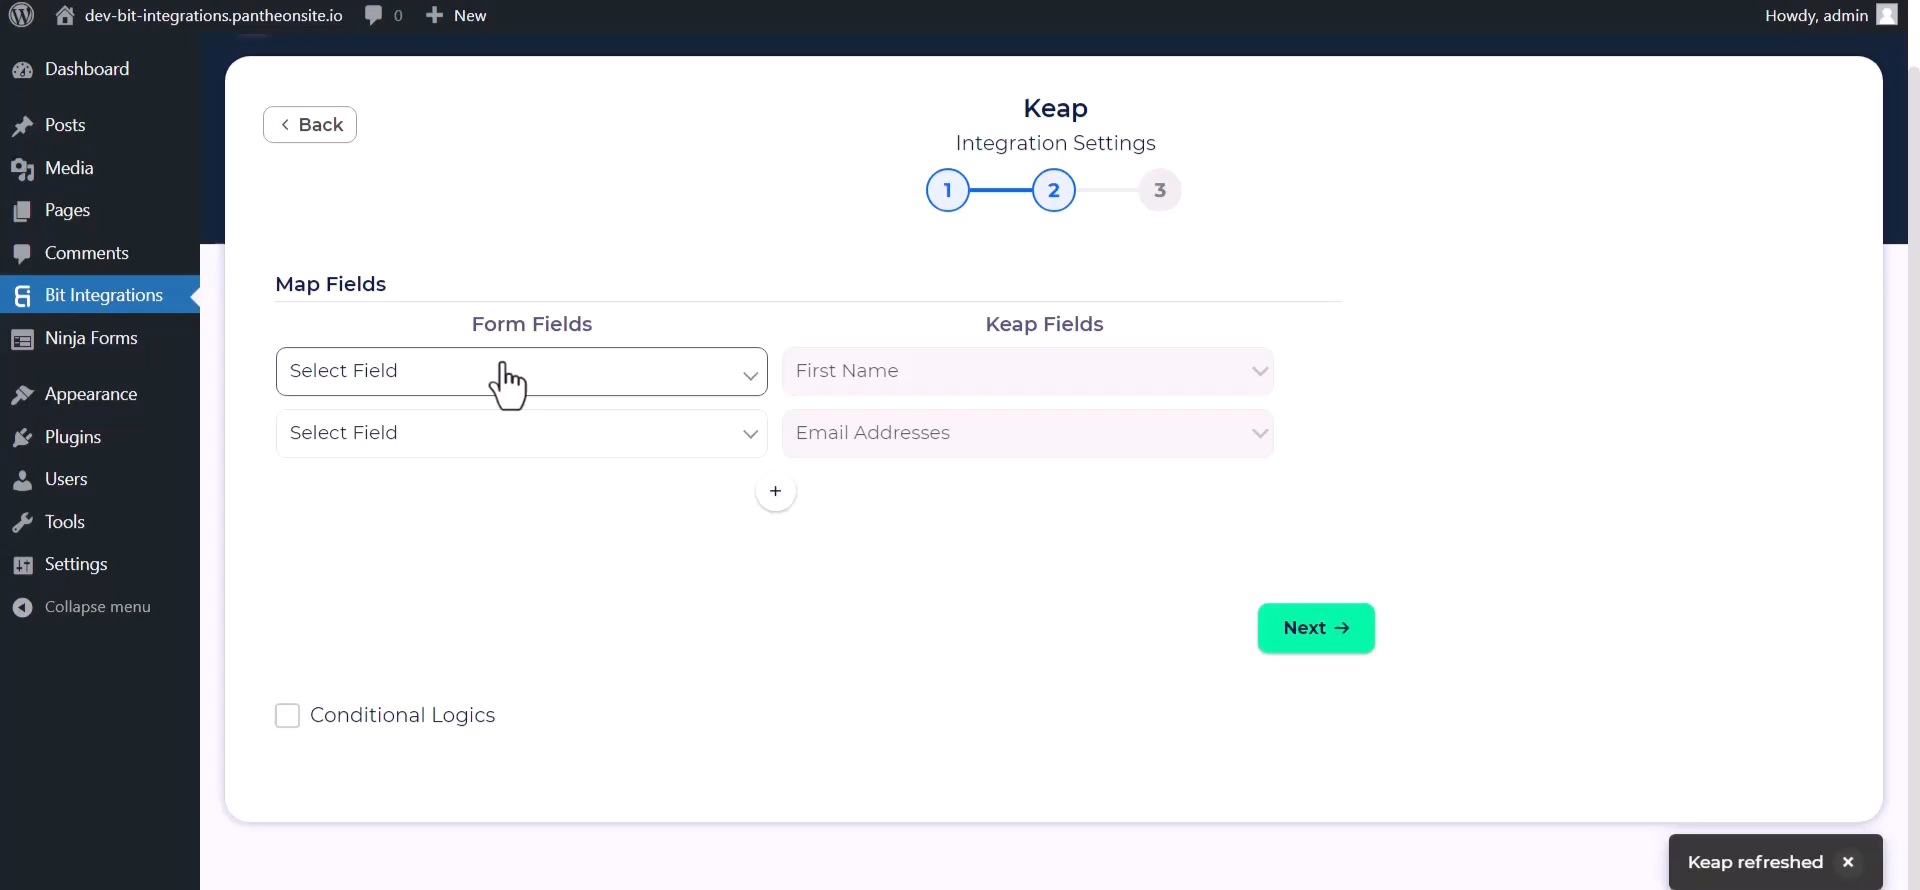 dev-bit-integrations.pantheonsite.io 0 New Howdy, admin
Dashboard
Posts
Media
Pages
Comments
Bit Integrations
Ninja Forms
Appearance
Plugins
Users
Tools
Settings
Collapse menu
Back
Keap
Integration Settings
1 2 3
Map Fields
Form Fields Keap Fields
Select Field First Name
Select Field Email Addresses
+
Next →
Conditional Logics
Keap refreshed ×